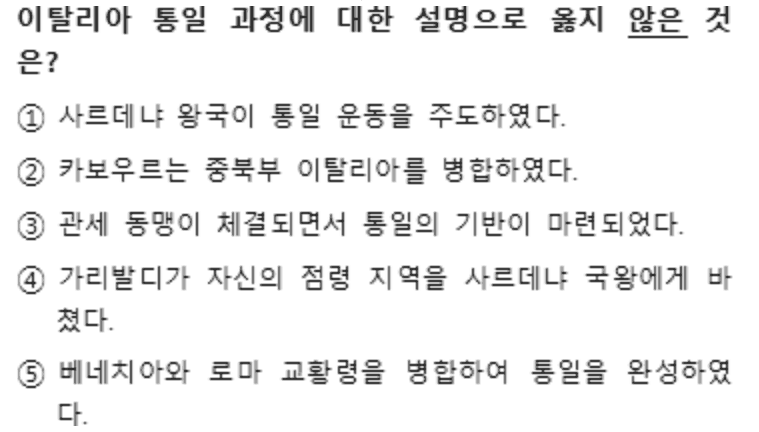 이탈리아 통일 과정에 대한 설명으로 옳지 않은 것
은?
① 사르데냐 왕국이 통일 운동을 주도하였다.
② 카보우르는 중북부 이탈리아를 병합하였다.
③ 관세 동맹이 체결되면서 통일의 기반이 마련되었다.
④ 가리발디가 자신의 점령 지역을 사르데냐 국왕에게 바
쳤다.
⑤ 베네치아와 로마 교황령을 병합하여 통일을 완성하였
다.